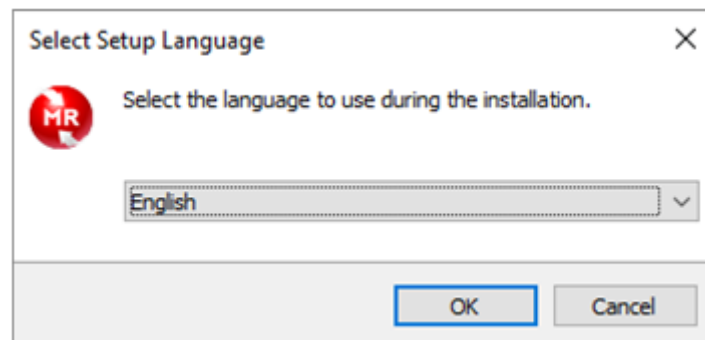 Select Setup Language
MR
Select the language to use during the installation.
English
OK
Cancel